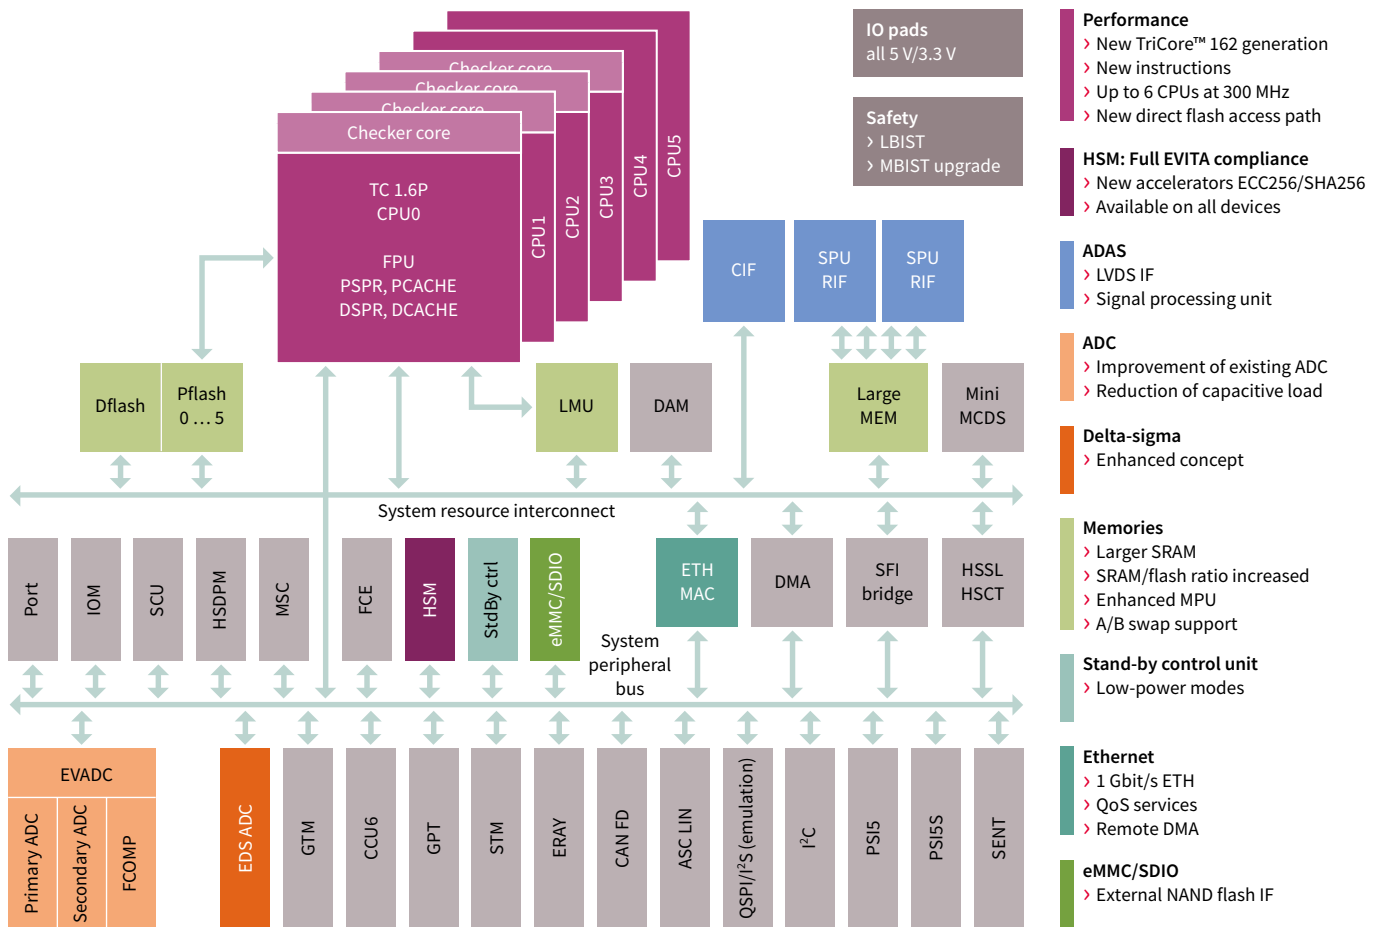 Checker core
Checker core
Checker core
Checker core
TC 1.6P
CPU0
FPU
PSPR, PCACHE
DSPR, DCACHE
CPU1
CPU2
CPU3
CPU4
CPU5
IO pads
all 5 V/3.3 V
Safety
› LBIST
› MBIST upgrade
CIF
SPU
RIF
SPU
RIF
Dflash
Pflash
0 … 5
LMU
DAM
Large
MEM
Mini
MCDS
System resource interconnect
Port
IOM
SCU
HSDPM
MSC
FCE
HSM
StdBy ctrl
eMMC/SDIO
System
peripheral
bus
ETH
MAC
DMA
SFI
bridge
HSSL
HSCT
EVADC
Primary ADC
Secondary ADC
FCOMP
EDS ADC
GTM
CCU6
GPT
STM
ERAY
CAN FD
ASC LIN
QSPI/I²S (emulation)
I²C
PSI5
PSI5S
SENT
Performance
› New TriCore™ 162 generation
› New instructions
› Up to 6 CPUs at 300 MHz
› New direct flash access path
HSM: Full EVITA compliance
› New accelerators ECC256/SHA256
› Available on all devices
ADAS
› LVDS IF
› Signal processing unit
ADC
› Improvement of existing ADC
› Reduction of capacitive load
Delta-sigma
› Enhanced concept
Memories
› Larger SRAM
› SRAM/flash ratio increased
› Enhanced MPU
› A/B swap support
Stand-by control unit
› Low-power modes
Ethernet
› 1 Gbit/s ETH
› QoS services
› Remote DMA
eMMC/SDIO
› External NAND flash IF